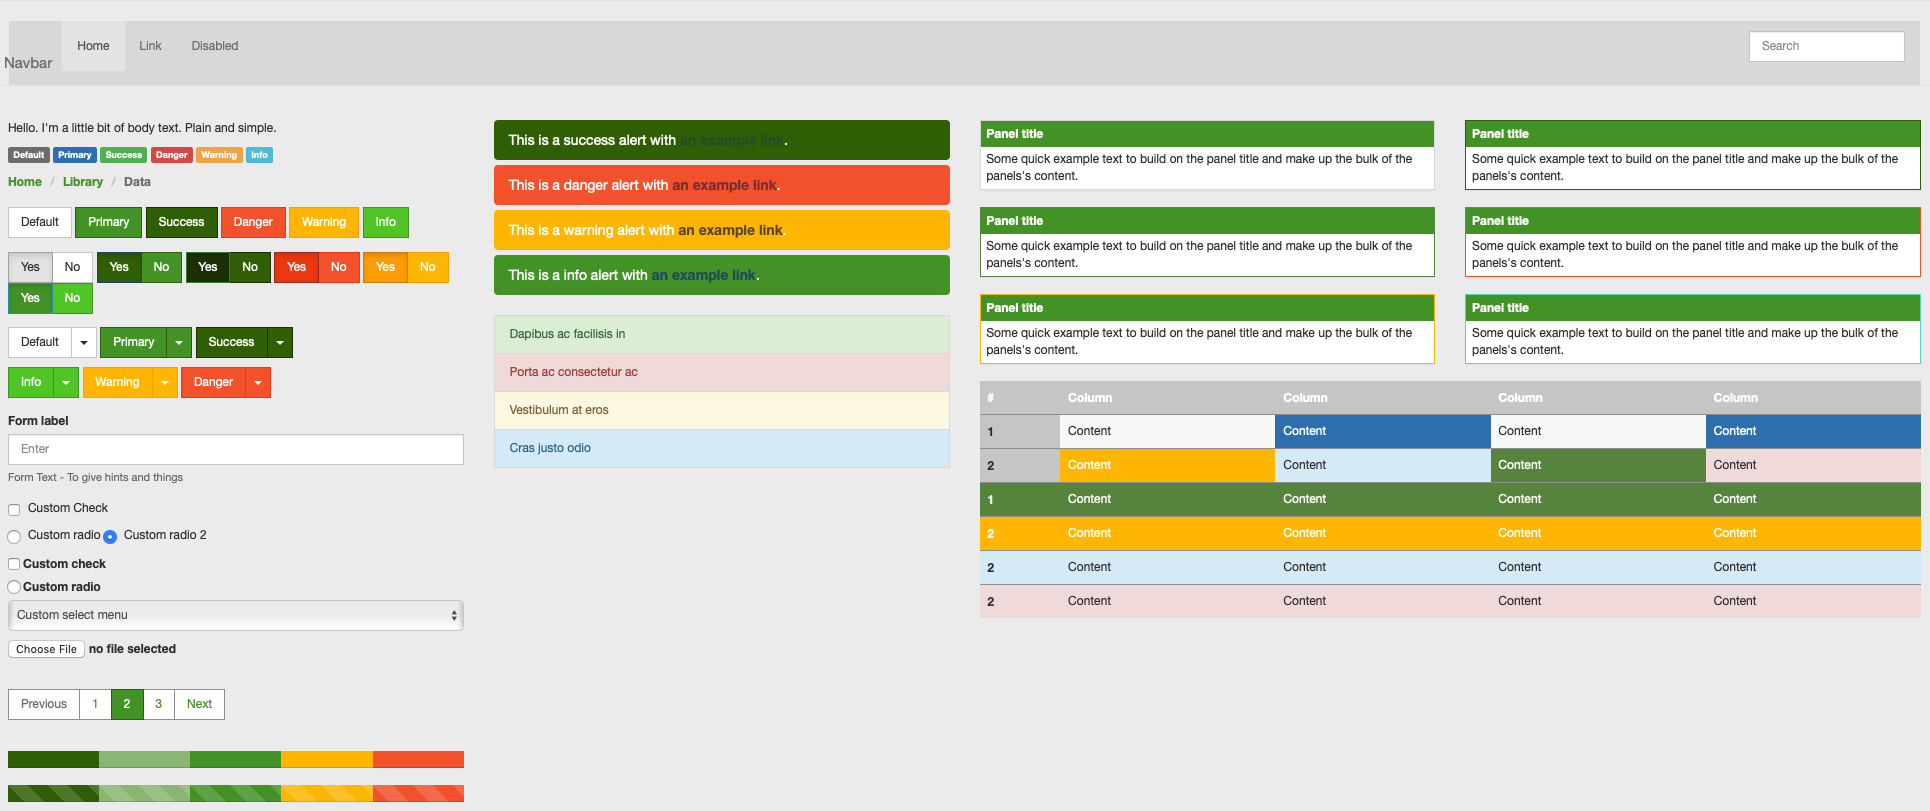 Home Link Disabled
Search
Navbar
Hello. I'm a little bit of body text. Plain and simple.
Default Primary Success Danger Warning Info
Home / Library / Data
Default Primary Success Danger Warning Info
Yes No Yes No Yes No Yes No Yes No
Yes No
Default Primary Success
Info Warning Danger
Form label
Enter
Form Text - To give hints and things
Custom Check
Custom radio Custom radio 2
Custom check
Custom radio
Custom select menu
Choose File no file selected
Previous 1 2 3 Next
This is a success alert with an example link.
This is a danger alert with an example link.
This is a warning alert with an example link.
This is a info alert with an example link.
Dapibus ac facilisis in
Porta ac consectetur ac
Vestibulum at eros
Cras justo odio
Panel title
Some quick example text to build on the panel title and make up the bulk of the
panels's content.
Panel title
Some quick example text to build on the panel title and make up the bulk of the
panels's content.
Panel title
Some quick example text to build on the panel title and make up the bulk of the
panels's content.
Panel title
Some quick example text to build on the panel title and make up the bulk of the
panels's content.
Panel title
Some quick example text to build on the panel title and make up the bulk of the
panels's content.
Panel title
Some quick example text to build on the panel title and make up the bulk of the
panels's content.
# Column Column Column Column
1 Content Content Content Content
2 Content Content Content Content
1 Content Content Content Content
2 Content Content Content Content
2 Content Content Content Content
2 Content Content Content Content